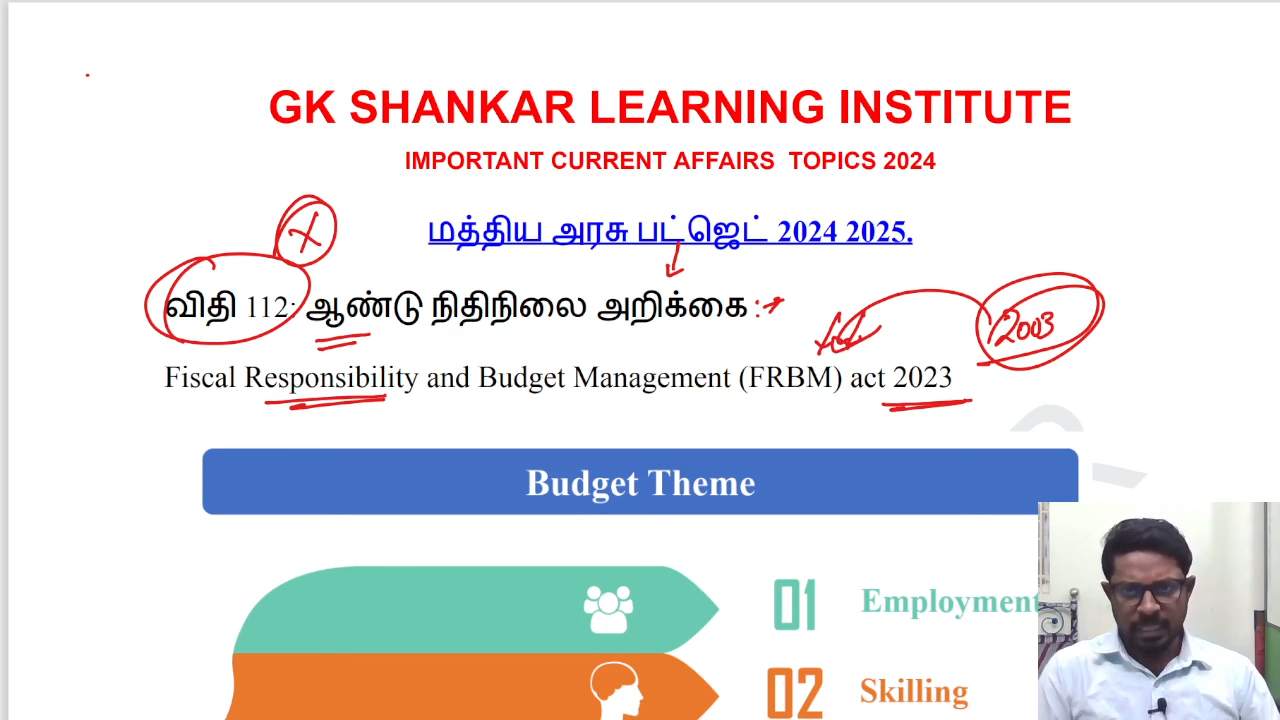 GK SHANKAR LEARNING INSTITUTE
IMPORTANT CURRENT AFFAIRS TOPICS 2024
மத்திய அரசு பட்ஜெட் 2024 2025.
விதி 112: ஆண்டு நிதிநிலை அறிக்கை :
2003
Fiscal Responsibility and Budget Management (FRBM) act 2023
Budget Theme
01 Employment
02 Skilling